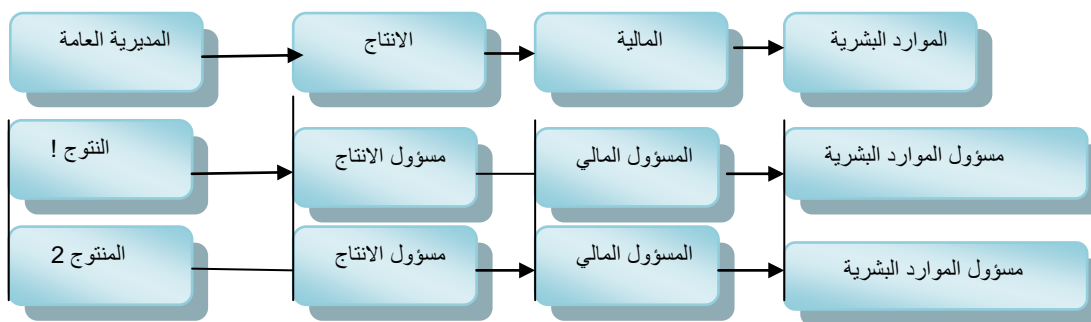 المديرية العامة
الانتاج
المالية
الموارد البشرية
النتوج !
مسؤول الانتاج
المسؤول المالي
مسؤول الموارد البشرية
المنتوج 2
مسؤول الانتاج
المسؤول المالي
مسؤول الموارد البشرية